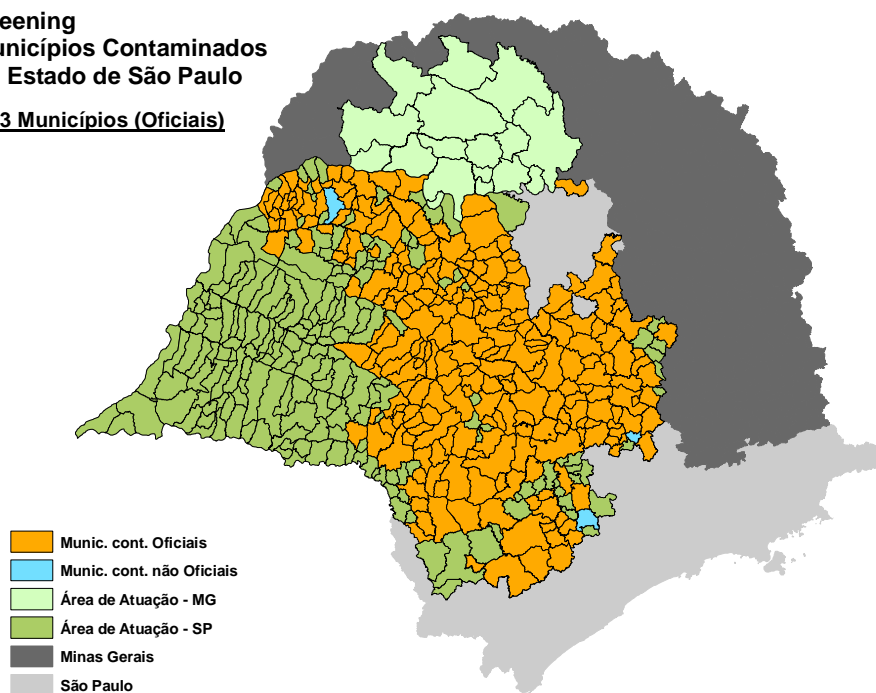 eening
unicípios Contaminados
Estado de São Paulo
3 Municípios (Oficiais)
Munic. cont. Oficiais
Munic. cont. não Oficiais
Área de Atuação - MG
Área de Atuação - SP
Minas Gerais
São Paulo